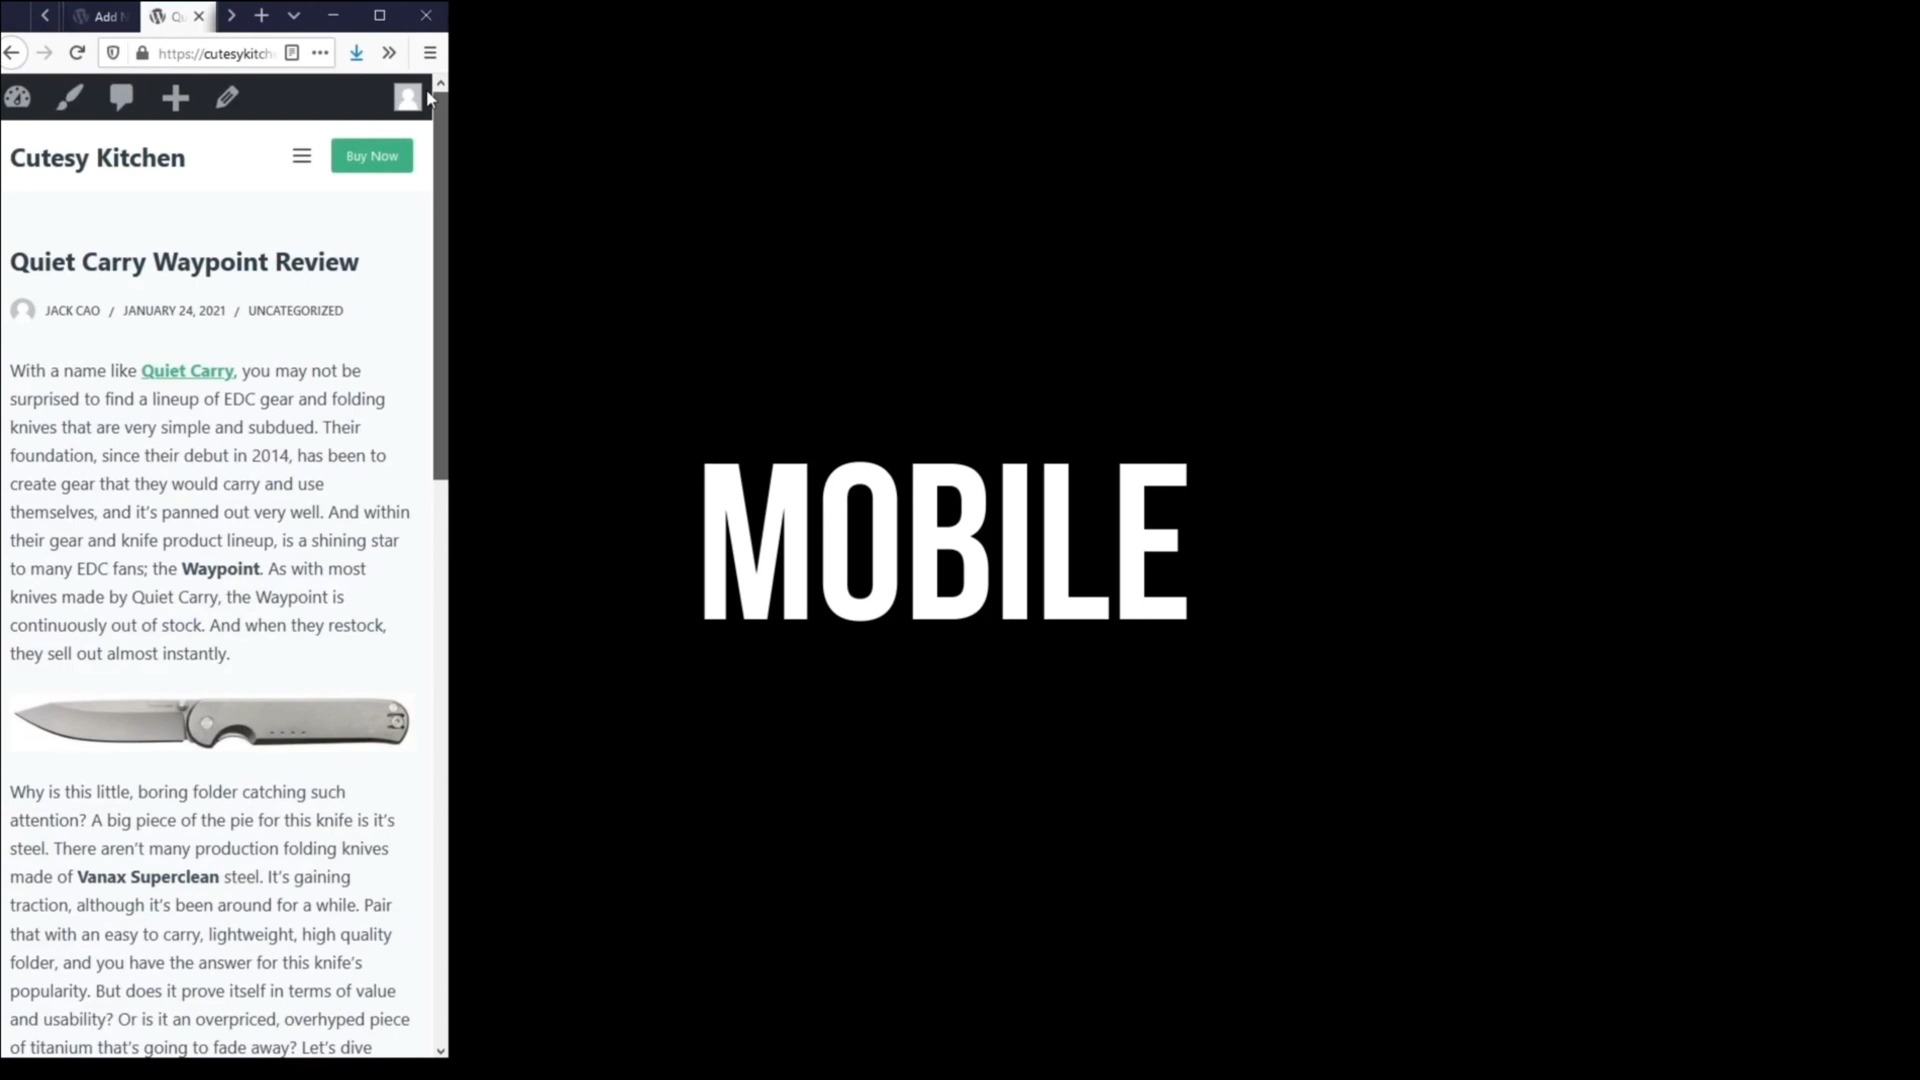 Add N
Qu
https://cutesykitch
Cutesy Kitchen
Buy Now
Quiet Carry Waypoint Review
JACK CAO / JANUARY 24, 2021 / UNCATEGORIZED
With a name like Quiet Carry, you may not be
surprised to find a lineup of EDC gear and folding
knives that are very simple and subdued. Their
foundation, since their debut in 2014, has been to
create gear that they would carry and use
themselves, and it's panned out very well. And within
their gear and knife product lineup, is a shining star
to many EDC fans; the Waypoint. As with most
knives made by Quiet Carry, the Waypoint is
continuously out of stock. And when they restock,
they sell out almost instantly.
Why is this little, boring folder catching such
attention? A big piece of the pie for this knife is it's
steel. There aren't many production folding knives
made of Vanax Superclean steel. It's gaining
traction, although it's been around for a while. Pair
that with an easy to carry, lightweight, high quality
folder, and you have the answer for this knife's
popularity. But does it prove itself in terms of value
and usability? Or is it an overpriced, overhyped piece
of titanium that's going to fade away? Let's dive
MOBILE